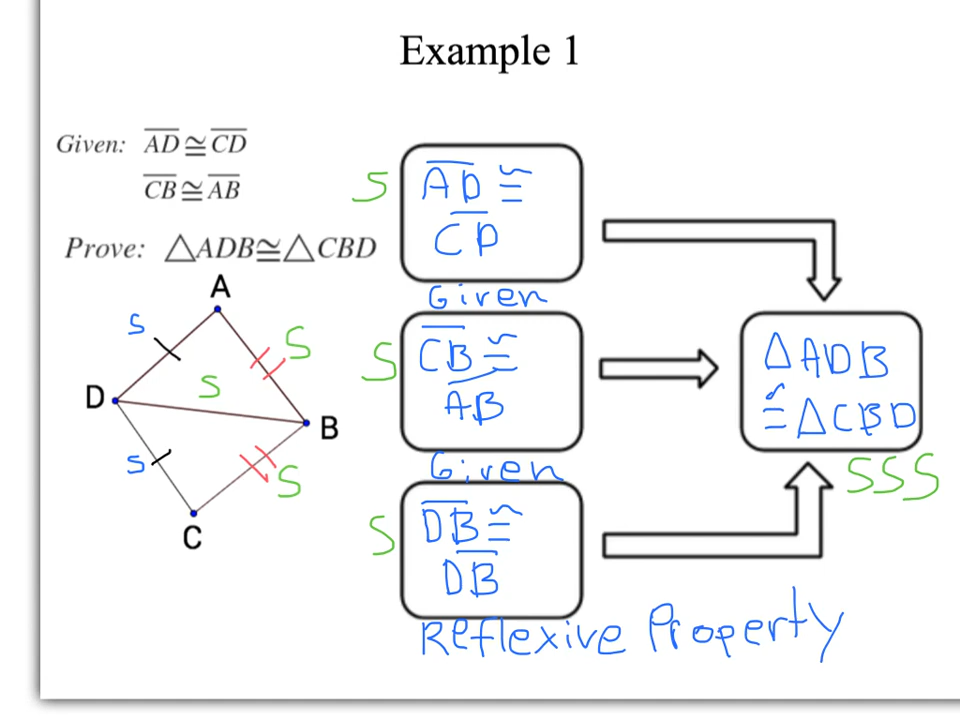 Example 1
Given: AD ≅ CD
CB ≅ AB
Prove: △ADB ≅ △CBD
A
D
B
C
S
S
S
S
S
S
AD ≅
CD
Given
S
CB ≅
AB
Given
S
DB ≅
DB
Reflexive Property
△ADB
≅ △CBD
SSS